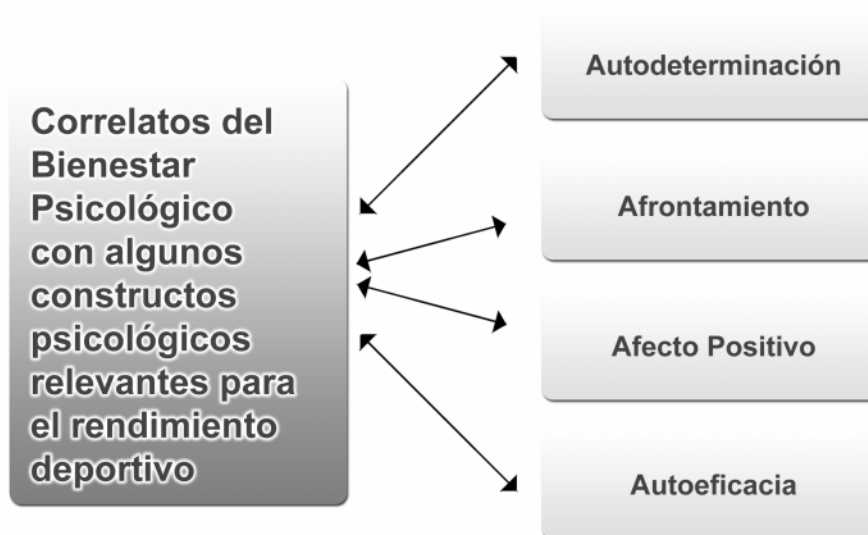 Correlatos del
Bienestar
Psicológico
con algunos
constructos
psicológicos
relevantes para
el rendimiento
deportivo
Autodeterminación
Afrontamiento
Afecto Positivo
Autoeficacia